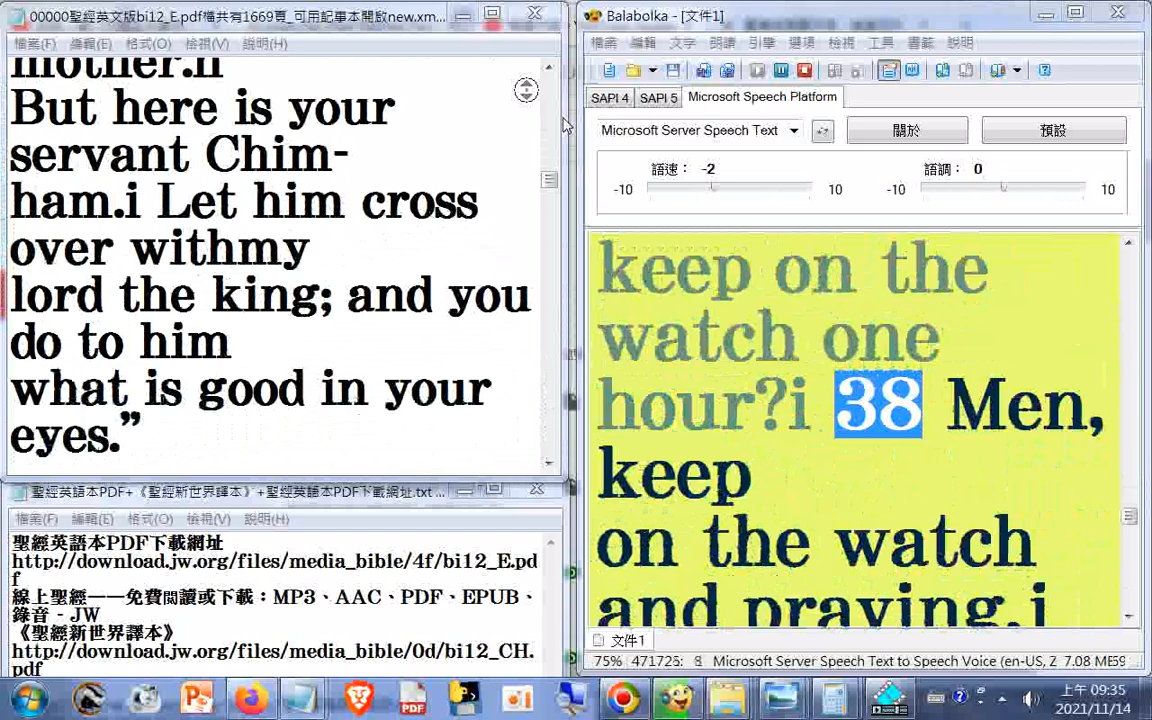 00000聖經英文版bi12_E.pdf檔共有1669頁_可用記事本開啟new.xm...
檔案(F) 編輯(E) 格式(O) 檢視(V) 說明(H)
mother.h
But here is your
servant Chim-
ham.i Let him cross
over withmy
lord the king; and you
do to him
what is good in your
eyes.”
聖經英語本PDF+《聖經新世界譯本》+聖經英語本PDF下載網址.txt ...
檔案(F) 編輯(E) 格式(O) 檢視(V) 說明(H)
聖經英語本PDF下載網址
http://download.jw.org/files/media_bible/4f/bi12_E.pd
f
線上聖經——免費閱讀或下載：MP3、AAC、PDF、EPUB、
錄音 - JW
《聖經新世界譯本》
http://download.jw.org/files/media_bible/0d/bi12_CH.
pdf
Balabolka - [文件1]
檔案 編輯 文字 朗讀 引擎 選項 檢視 工具 書籤 說明
SAPI 4 SAPI 5 Microsoft Speech Platform
Microsoft Server Speech Text 關於 預設
語速： -2 語調： 0
-10 10 -10 10
keep on the
watch one
hour?i 38 Men,
keep
on the watch
and praying,j
文件1
75% 471725: Microsoft Server Speech Text to Speech Voice (en-US, Z 7.08 ME59
上午 09:35
2021/11/14